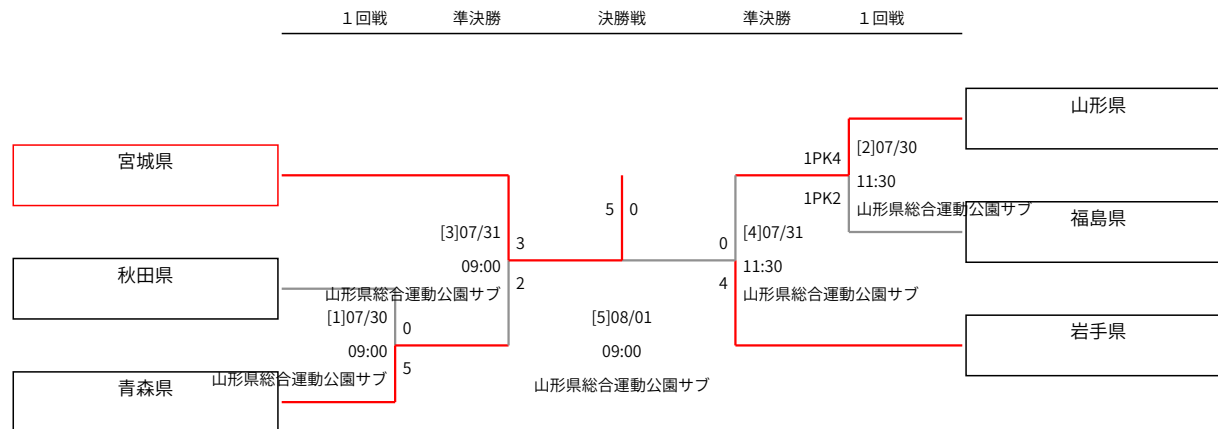 １回戦 準決勝 決勝戦 準決勝 １回戦
山形県
宮城県
1PK4
[2]07/30
11:30
山形県総合運動公園サブ
1PK2
福島県
5 0
[3]07/31
3
09:00
2
山形県総合運動公園サブ
0
[4]07/31
11:30
4
山形県総合運動公園サブ
秋田県
[1]07/30
0
09:00
5
山形県総合運動公園サブ
[5]08/01
09:00
山形県総合運動公園サブ
岩手県
青森県